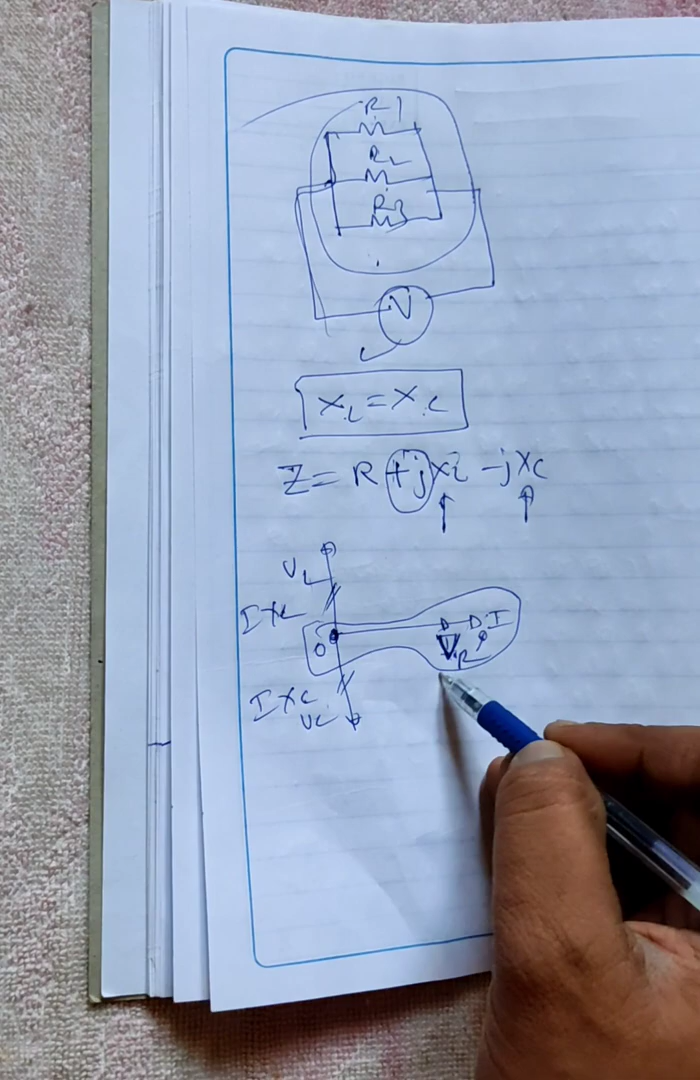 R1
R2
R3
V
XL = XC
Z = R + jXL - jXC
VL
IXL
O
VR
I
IXC
VC